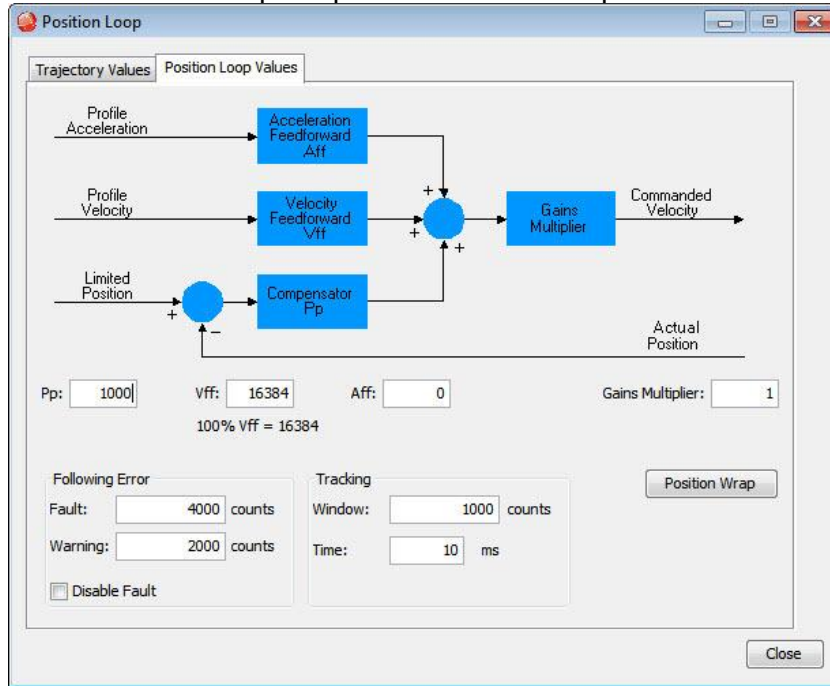 Position Loop
Trajectory Values
Position Loop Values
Profile
Acceleration
Acceleration
Feedforward
Aff
Profile
Velocity
Velocity
Feedforward
Vff
+
+
+
Gains
Multiplier
Commanded
Velocity
Limited
Position
+
−
Compensator
Pp
Actual
Position
Pp: 1000 Vff: 16384 Aff: 0 Gains Multiplier: 1
100% Vff = 16384
Following Error
Fault: 4000 counts
Warning: 2000 counts
Disable Fault
Tracking
Window: 1000 counts
Time: 10 ms
Position Wrap
Close